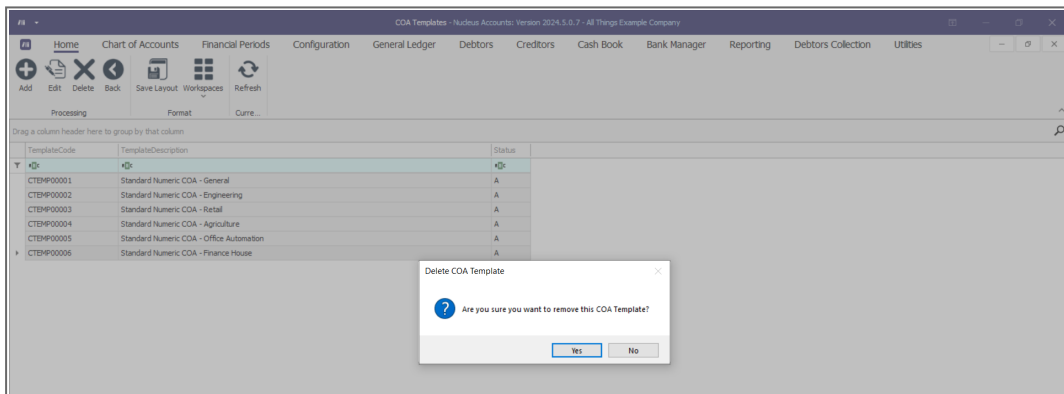 COA Templates - Nucleus Accounts: Version 2024.5.0.7 - All Things Example Company
Home Chart of Accounts Financial Periods Configuration General Ledger Debtors Creditors Cash Book Bank Manager Reporting Debtors Collection Utilities
Add Edit Delete Back Save Layout Workspaces Refresh
Processing Format Curre...
Drag a column header here to group by that column
TemplateCode TemplateDescription Status
CTEMP00001 Standard Numeric COA - General A
CTEMP00002 Standard Numeric COA - Engineering A
CTEMP00003 Standard Numeric COA - Retail A
CTEMP00004 Standard Numeric COA - Agriculture A
CTEMP00005 Standard Numeric COA - Office Automation A
CTEMP00006 Standard Numeric COA - Finance House A
Delete COA Template
Are you sure you want to remove this COA Template?
Yes No